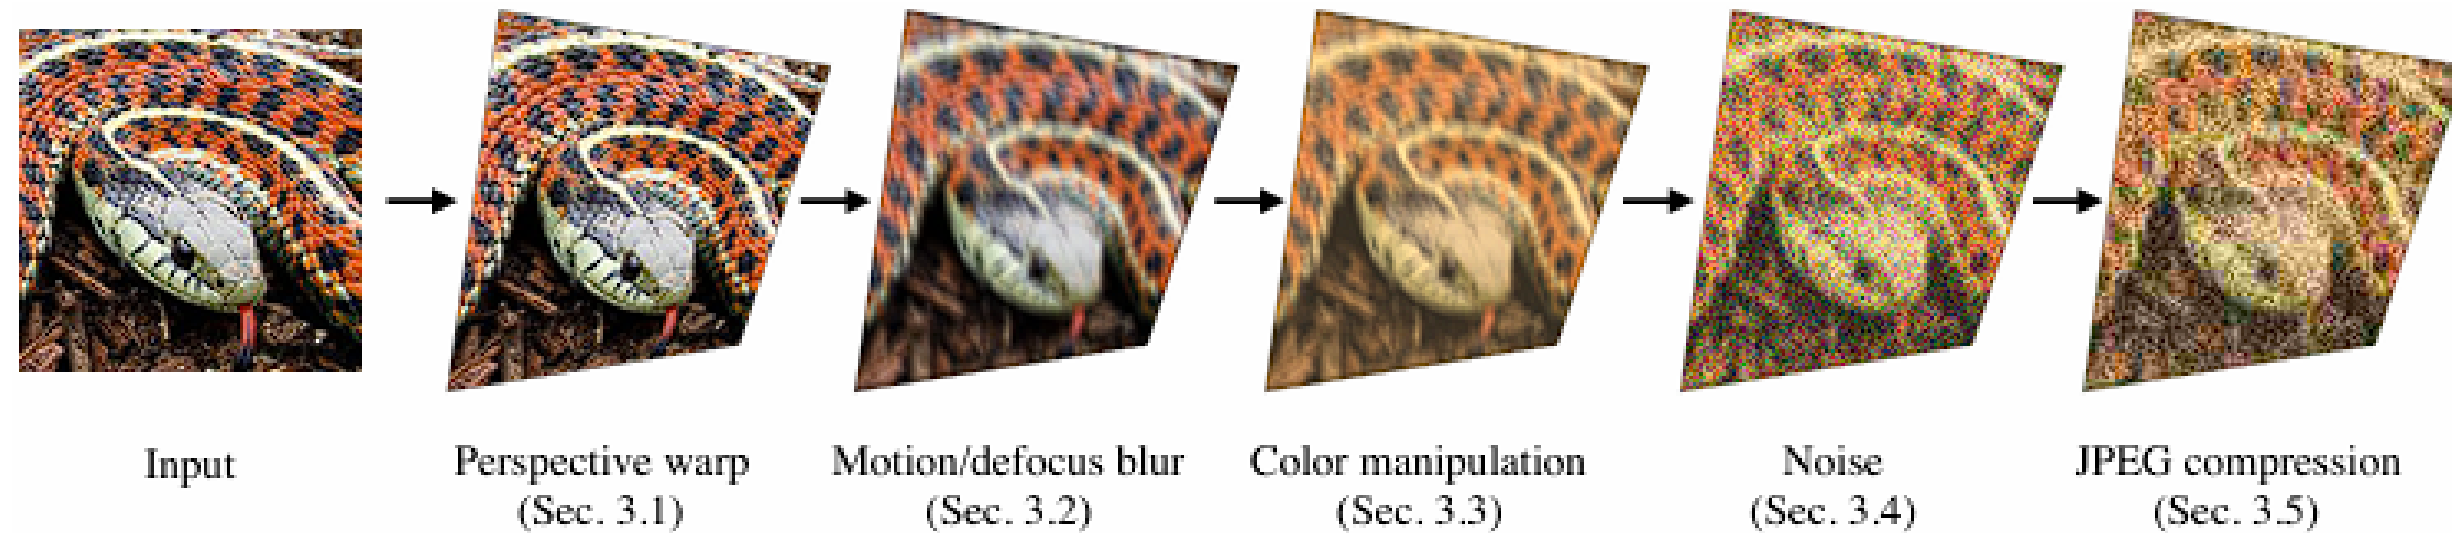 Input
Perspective warp
(Sec. 3.1)
Motion/defocus blur
(Sec. 3.2)
Color manipulation
(Sec. 3.3)
Noise
(Sec. 3.4)
JPEG compression
(Sec. 3.5)